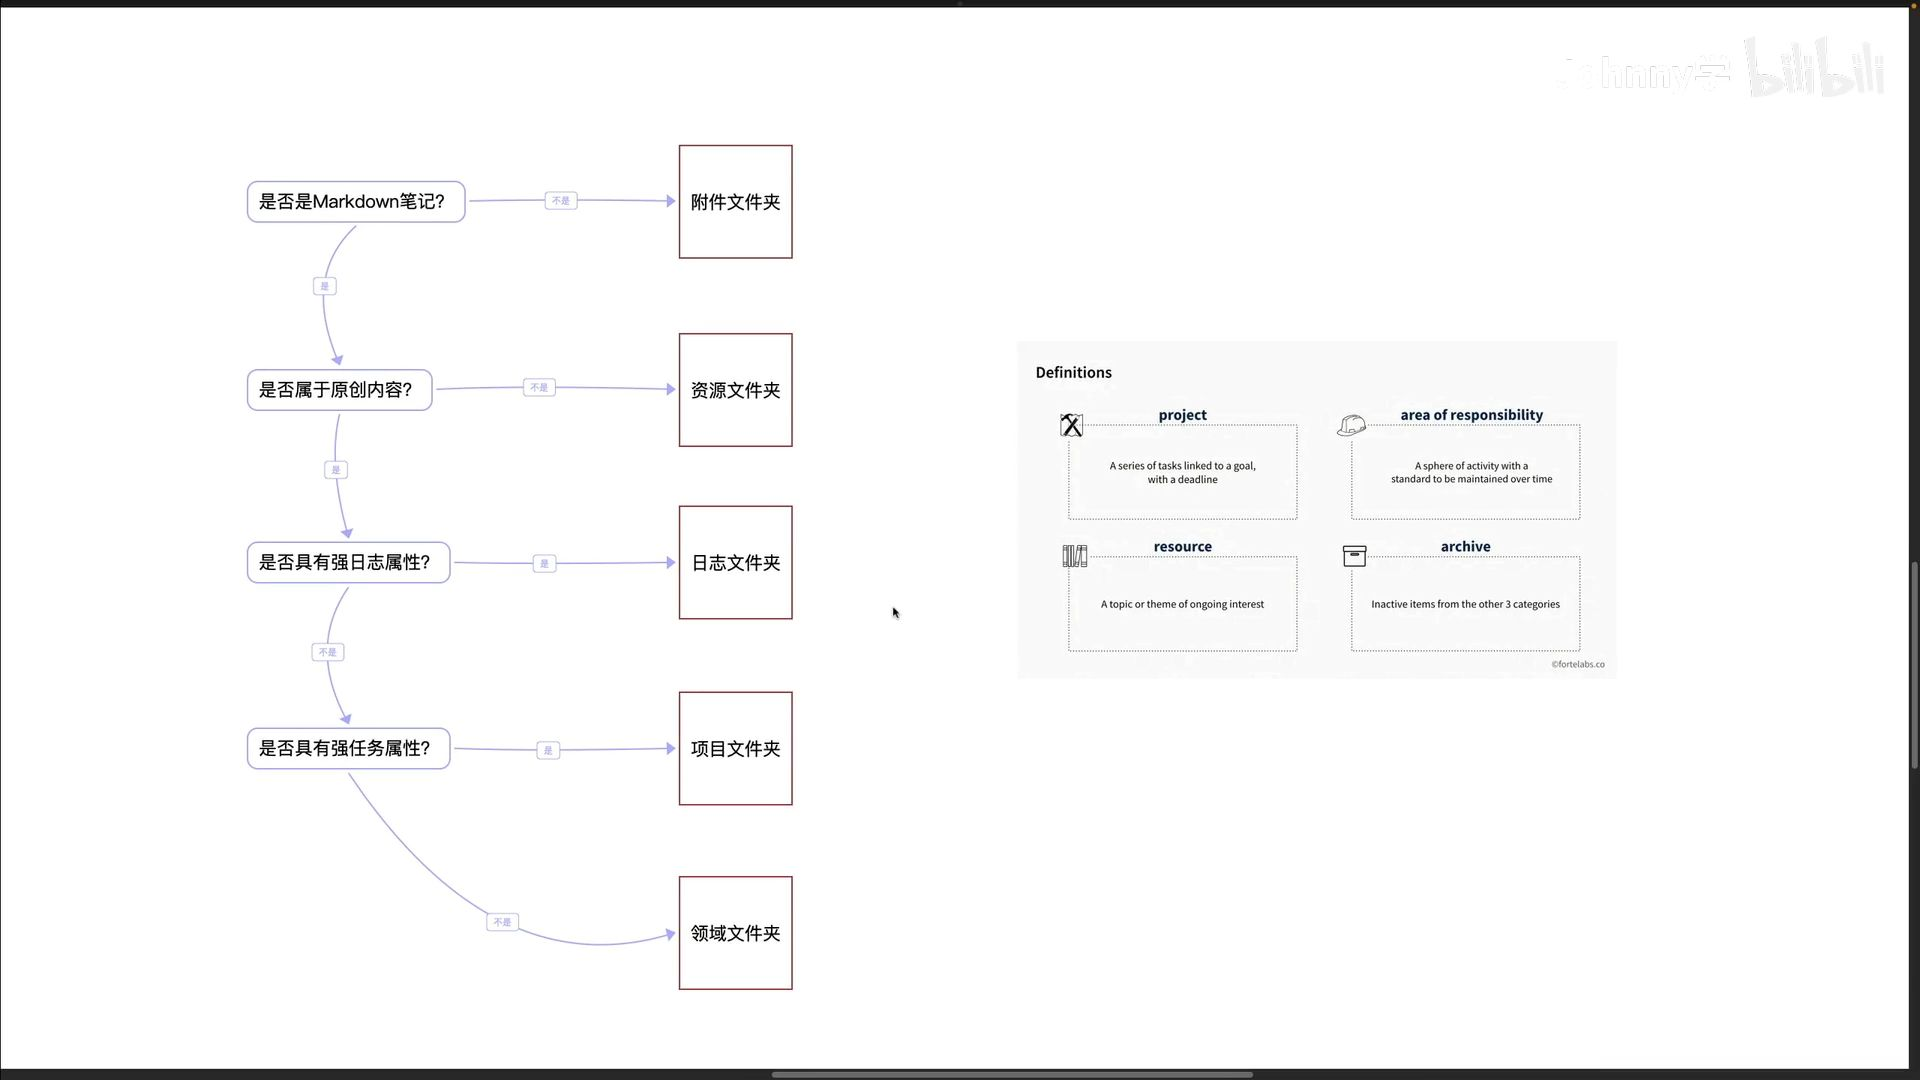 Johnny学 bilibili
是否是Markdown笔记?
不是
附件文件夹
是
是否属于原创内容?
不是
资源文件夹
是
是否具有强日志属性?
是
日志文件夹
不是
是否具有强任务属性?
是
项目文件夹
不是
领域文件夹
Definitions
project
A series of tasks linked to a goal,
with a deadline
area of responsibility
A sphere of activity with a
standard to be maintained over time
resource
A topic or theme of ongoing interest
archive
Inactive items from the other 3 categories
©fortelabs.co